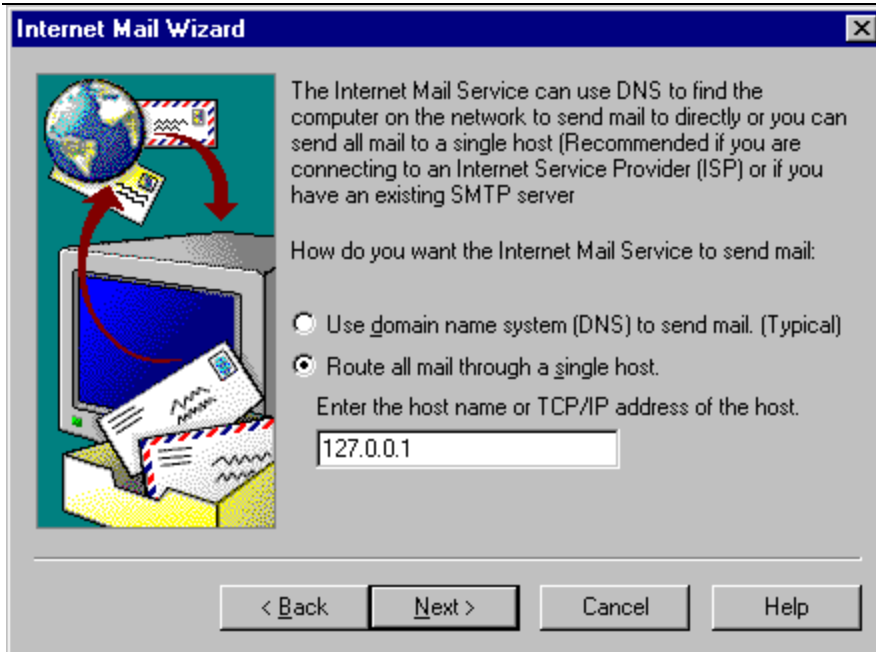 Internet Mail Wizard
The Internet Mail Service can use DNS to find the
computer on the network to send mail to directly or you can
send all mail to a single host (Recommended if you are
connecting to an Internet Service Provider (ISP) or if you
have an existing SMTP server
How do you want the Internet Mail Service to send mail:
Use domain name system (DNS) to send mail. (Typical)
Route all mail through a single host.
Enter the host name or TCP/IP address of the host.
127.0.0.1
< Back Next > Cancel Help